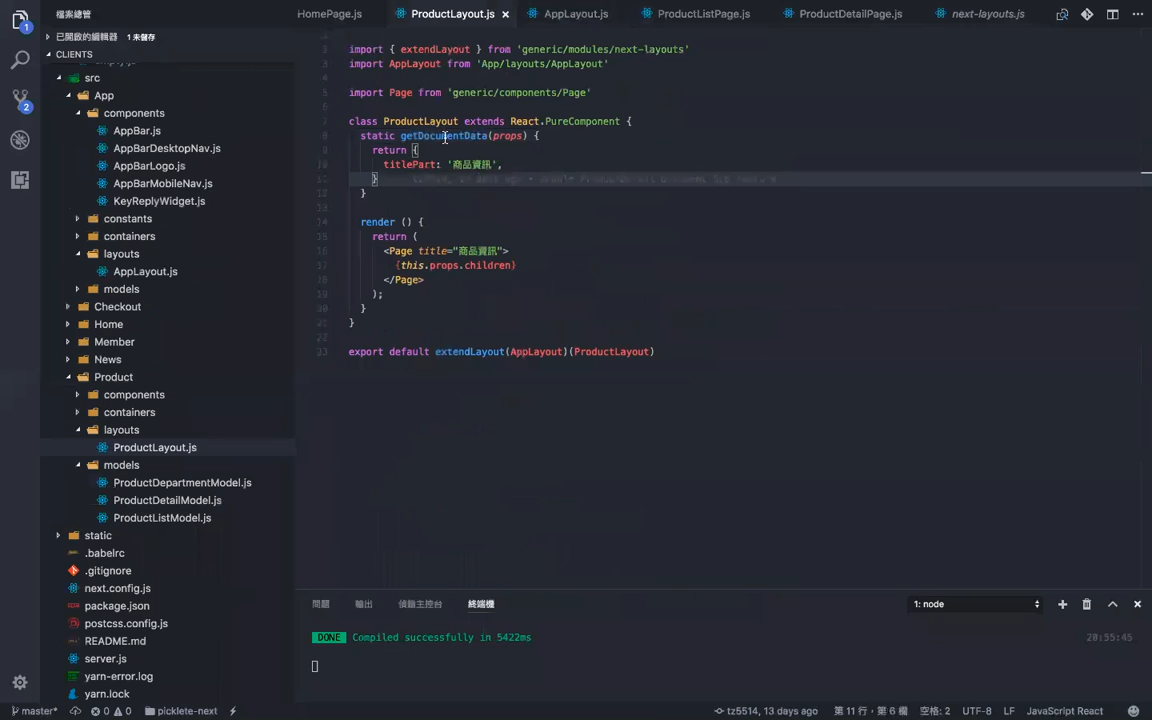 檔案總管
HomePage.js
ProductLayout.js
AppLayout.js
ProductListPage.js
ProductDetailPage.js
next-layouts.js
已開啟的編輯器 1 未儲存
CLIENTS
src
App
components
AppBar.js
AppBarDesktopNav.js
AppBarLogo.js
AppBarMobileNav.js
KeyReplyWidget.js
constants
containers
layouts
AppLayout.js
models
Checkout
Home
Member
News
Product
components
containers
layouts
ProductLayout.js
models
ProductDepartmentModel.js
ProductDetailModel.js
ProductListModel.js
static
.babelrc
.gitignore
next.config.js
package.json
postcss.config.js
README.md
server.js
yarn-error.log
yarn.lock
1
2
import { extendLayout } from 'generic/modules/next-layouts'
import AppLayout from 'App/layouts/AppLayout'
import Page from 'generic/components/Page'
class ProductLayout extends React.PureComponent {
static getDocumentData(props) {
return {
titlePart: '商品資訊',
}
}
render () {
return (
<Page title="商品資訊">
{this.props.children}
</Page>
);
}
}
export default extendLayout(AppLayout)(ProductLayout)
問題 輸出 偵錯主控台 終端機
1: node
DONE Compiled successfully in 5422ms
20:55:45
master* 0 0 picklete-next
tz5514, 13 days ago 第 11 行，第 6 欄 空格: 2 UTF-8 LF JavaScript React